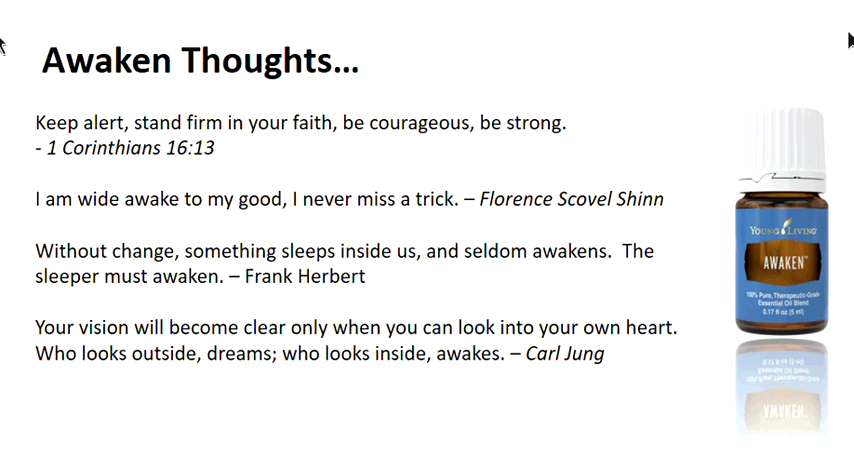 Awaken Thoughts...
Keep alert, stand firm in your faith, be courageous, be strong.
- 1 Corinthians 16:13
I am wide awake to my good, I never miss a trick. – Florence Scovel Shinn
Without change, something sleeps inside us, and seldom awakens.  The
sleeper must awaken. – Frank Herbert
Your vision will become clear only when you can look into your own heart.
Who looks outside, dreams; who looks inside, awakes. – Carl Jung
YOUNG LIVING
AWAKEN™
100% Pure, Therapeutic-Grade
Essential Oil Blend
0.17 fl oz (5 ml)